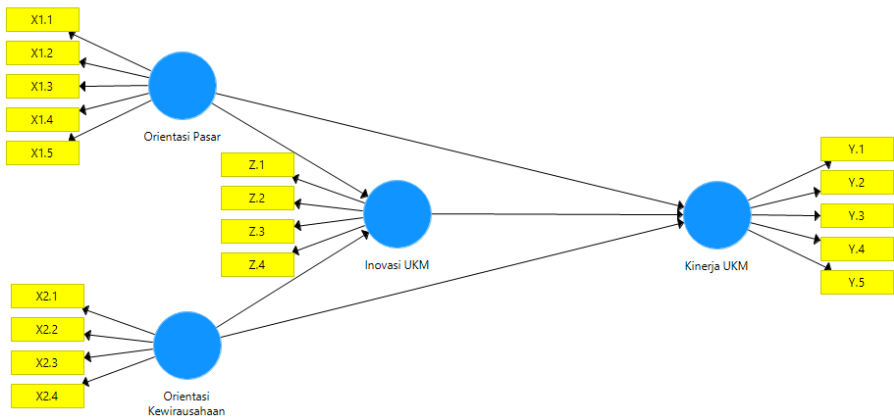 X1.1
X1.2
X1.3
X1.4
X1.5
Orientasi Pasar
Z.1
Z.2
Z.3
Z.4
Inovasi UKM
Y.1
Y.2
Y.3
Y.4
Y.5
Kinerja UKM
X2.1
X2.2
X2.3
X2.4
Orientasi
Kewirausahaan